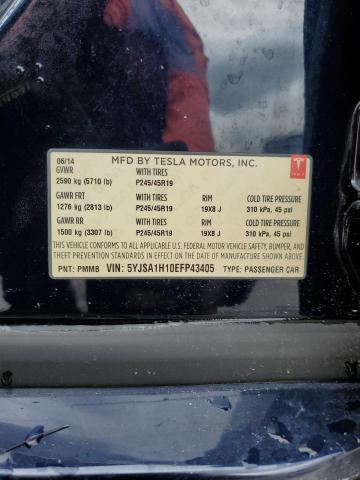 06/14 MFD BY TESLA MOTORS, INC.
GVWR WITH TIRES
2590 kg (5710 lb) P245/45R19
GAWR FRT WITH TIRES RIM COLD TIRE PRESSURE
1276 kg (2813 lb) P245/45R19 19X8 J 310 kPa, 45 psi
GAWR RR WITH TIRES RIM COLD TIRE PRESSURE
1500 kg (3307 lb) P245/45R19 19X8 J 310 kPa, 45 psi
THIS VEHICLE CONFORMS TO ALL APPLICABLE U.S. FEDERAL MOTOR VEHICLE SAFETY, BUMPER, AND
THEFT PREVENTION STANDARDS IN EFFECT ON THE DATE OF MANUFACTURE SHOWN ABOVE
PNT: PMMB VIN: 5YJSA1H10EFP43405 TYPE: PASSENGER CAR